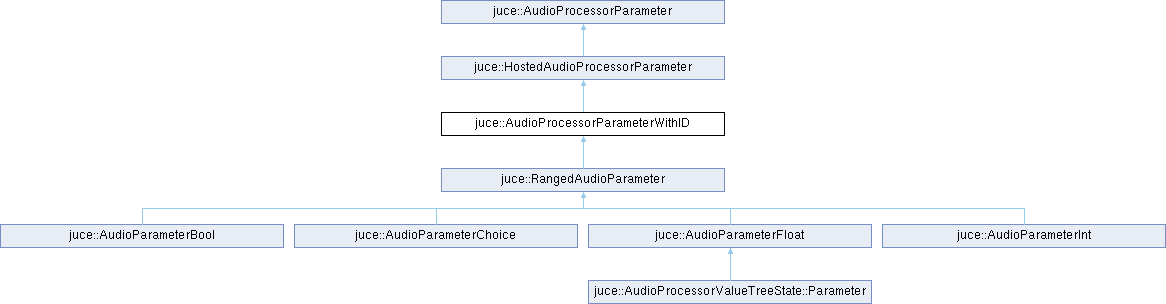 juce::AudioProcessorParameter
juce::HostedAudioProcessorParameter
juce::AudioProcessorParameterWithID
juce::RangedAudioParameter
juce::AudioParameterBool
juce::AudioParameterChoice
juce::AudioParameterFloat
juce::AudioParameterInt
juce::AudioProcessorValueTreeState::Parameter